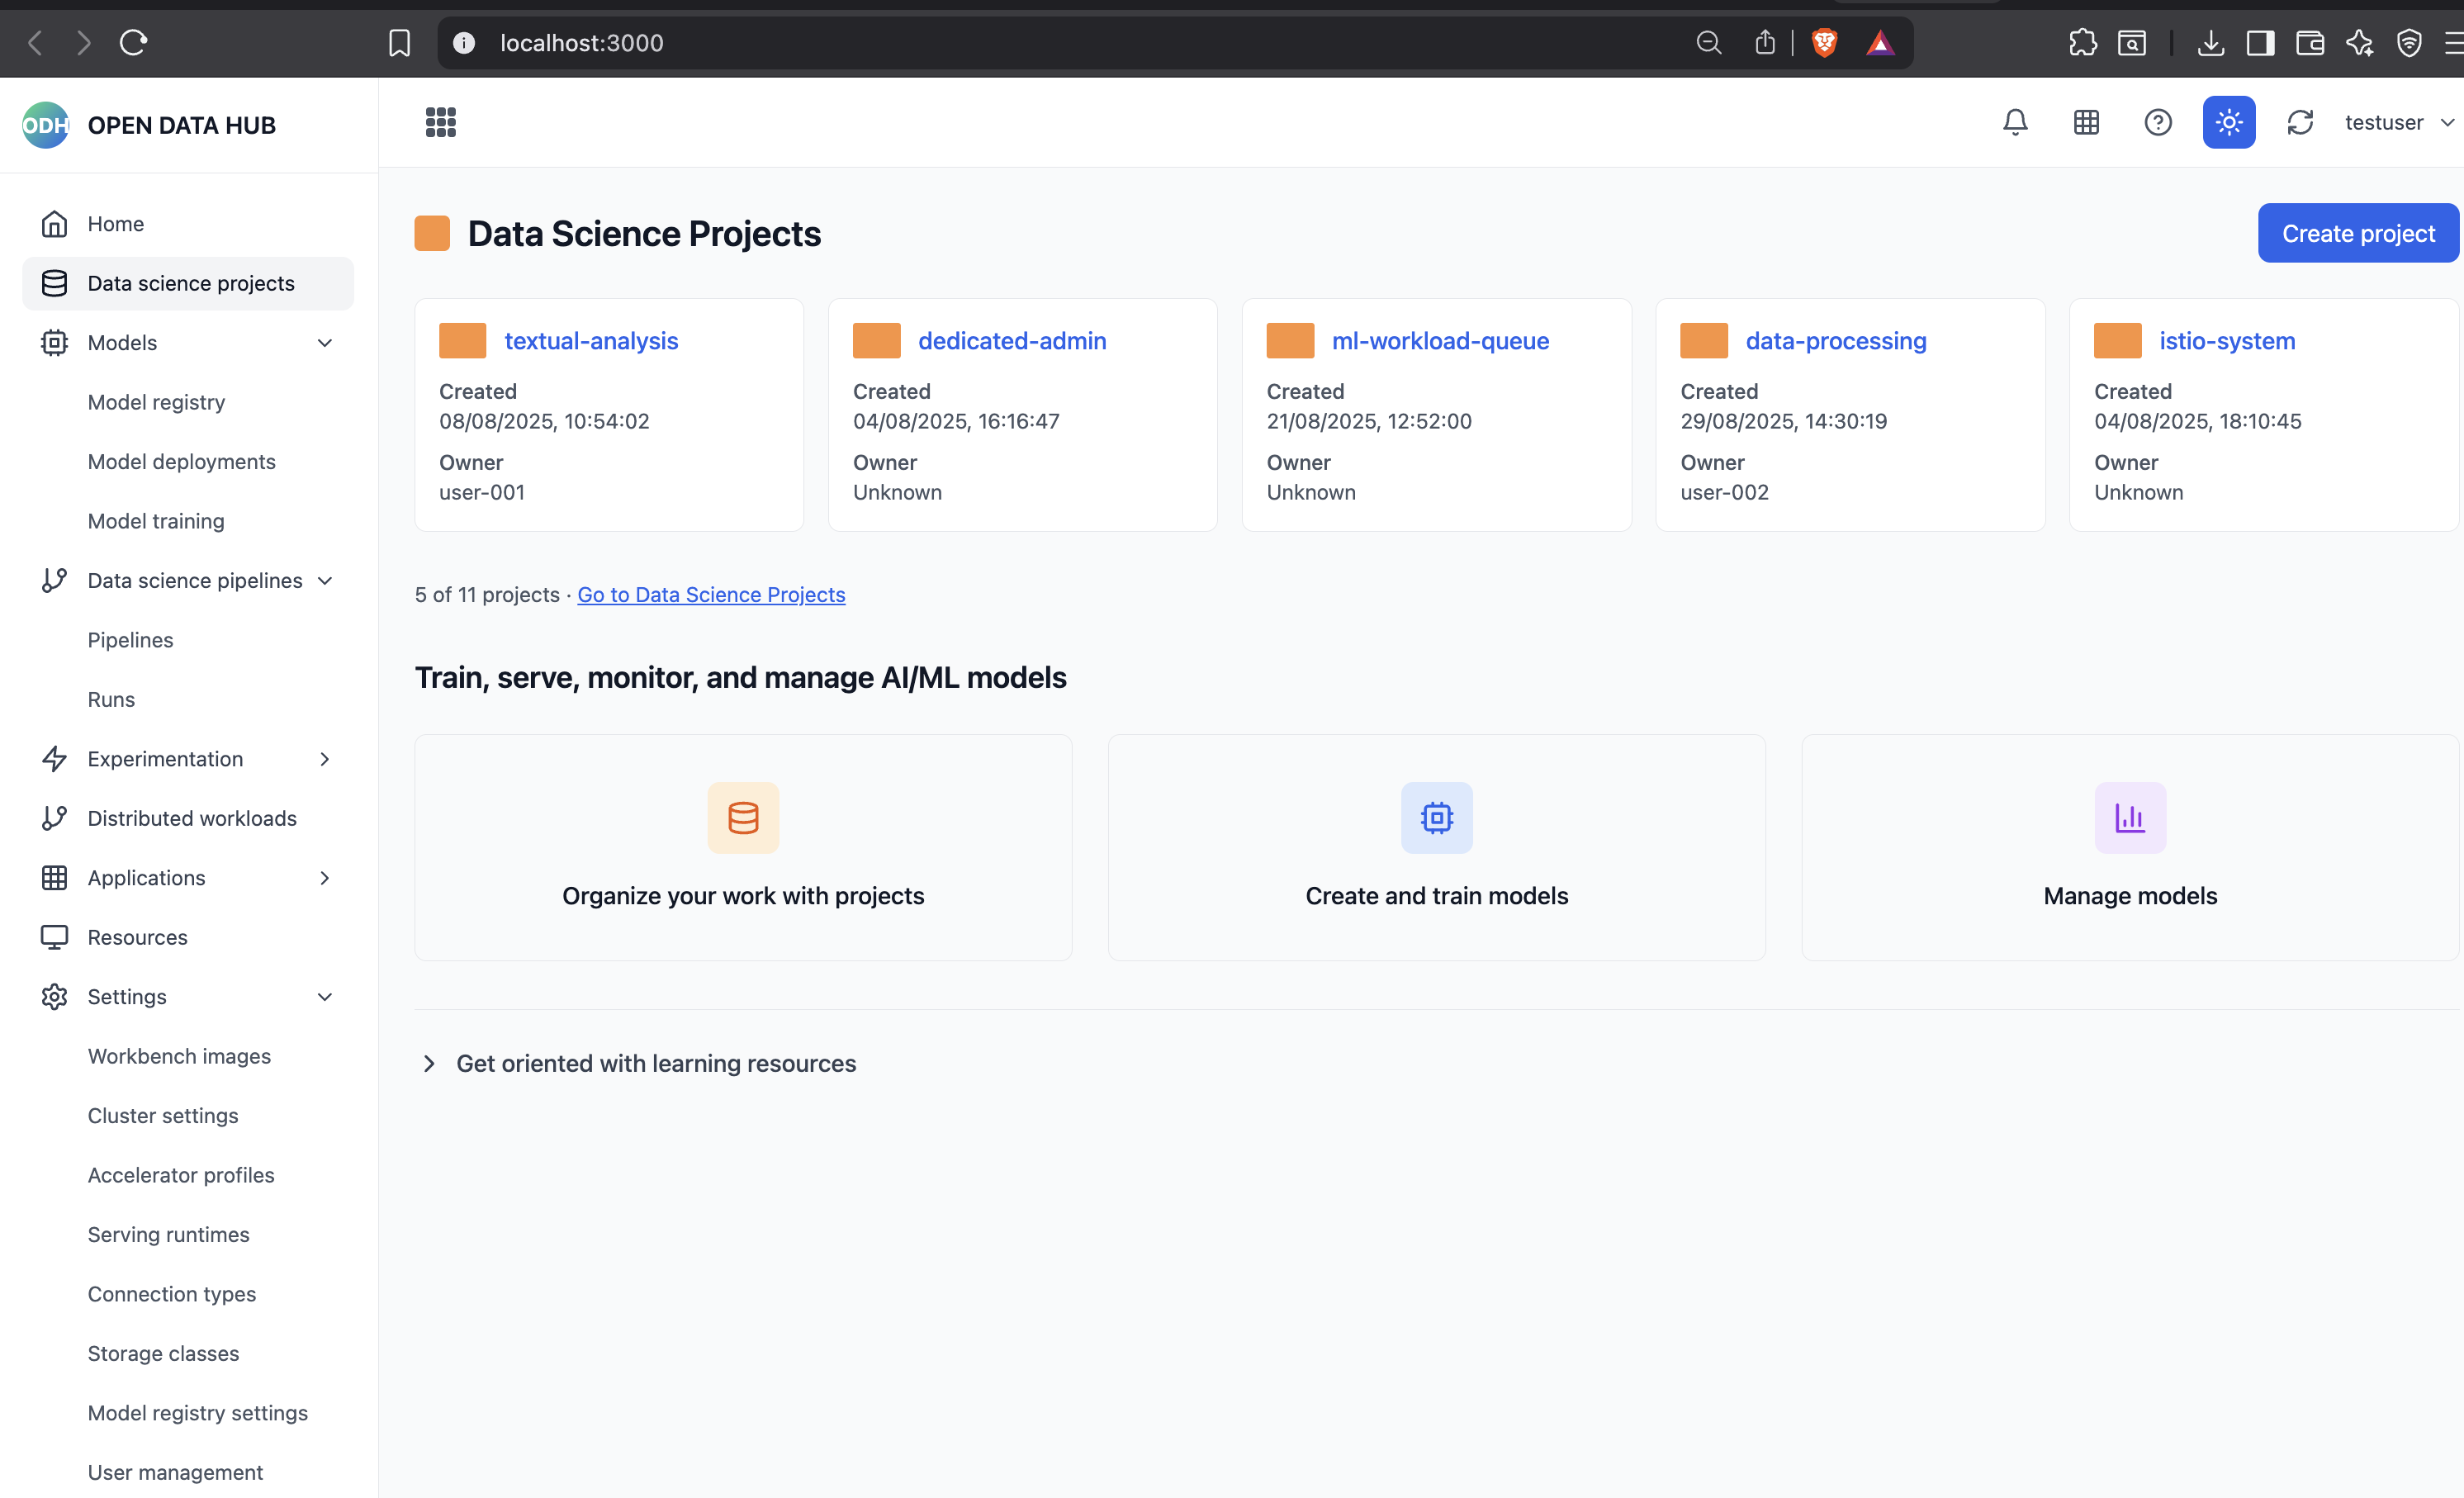 localhost:3000
ODH OPEN DATA HUB
testuser
Home
Data science projects
Models
Model registry
Model deployments
Model training
Data science pipelines
Pipelines
Runs
Experimentation
Distributed workloads
Applications
Resources
Settings
Workbench images
Cluster settings
Accelerator profiles
Serving runtimes
Connection types
Storage classes
Model registry settings
User management
Data Science Projects
Create project
textual-analysis
Created
08/08/2025, 10:54:02
Owner
user-001
dedicated-admin
Created
04/08/2025, 16:16:47
Owner
Unknown
ml-workload-queue
Created
21/08/2025, 12:52:00
Owner
Unknown
data-processing
Created
29/08/2025, 14:30:19
Owner
user-002
istio-system
Created
04/08/2025, 18:10:45
Owner
Unknown
5 of 11 projects · Go to Data Science Projects
Train, serve, monitor, and manage AI/ML models
Organize your work with projects
Create and train models
Manage models
Get oriented with learning resources